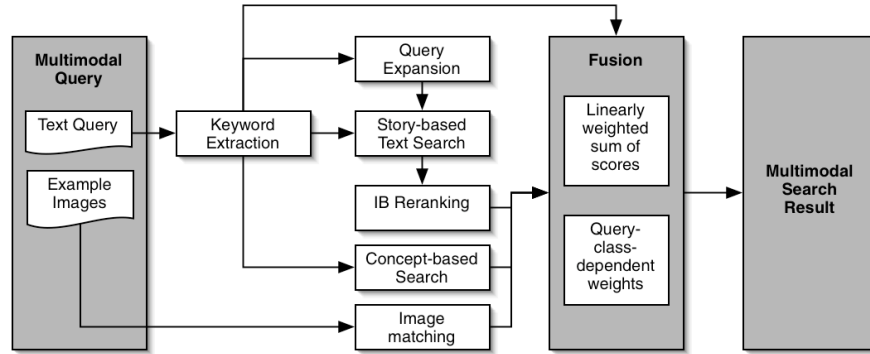 Multimodal
Query
Text Query
Example
Images
Keyword
Extraction
Query
Expansion
Story-based
Text Search
IB Reranking
Concept-based
Search
Image
matching
Fusion
Linearly
weighted
sum of
scores
Query-
class-
dependent
weights
Multimodal
Search
Result